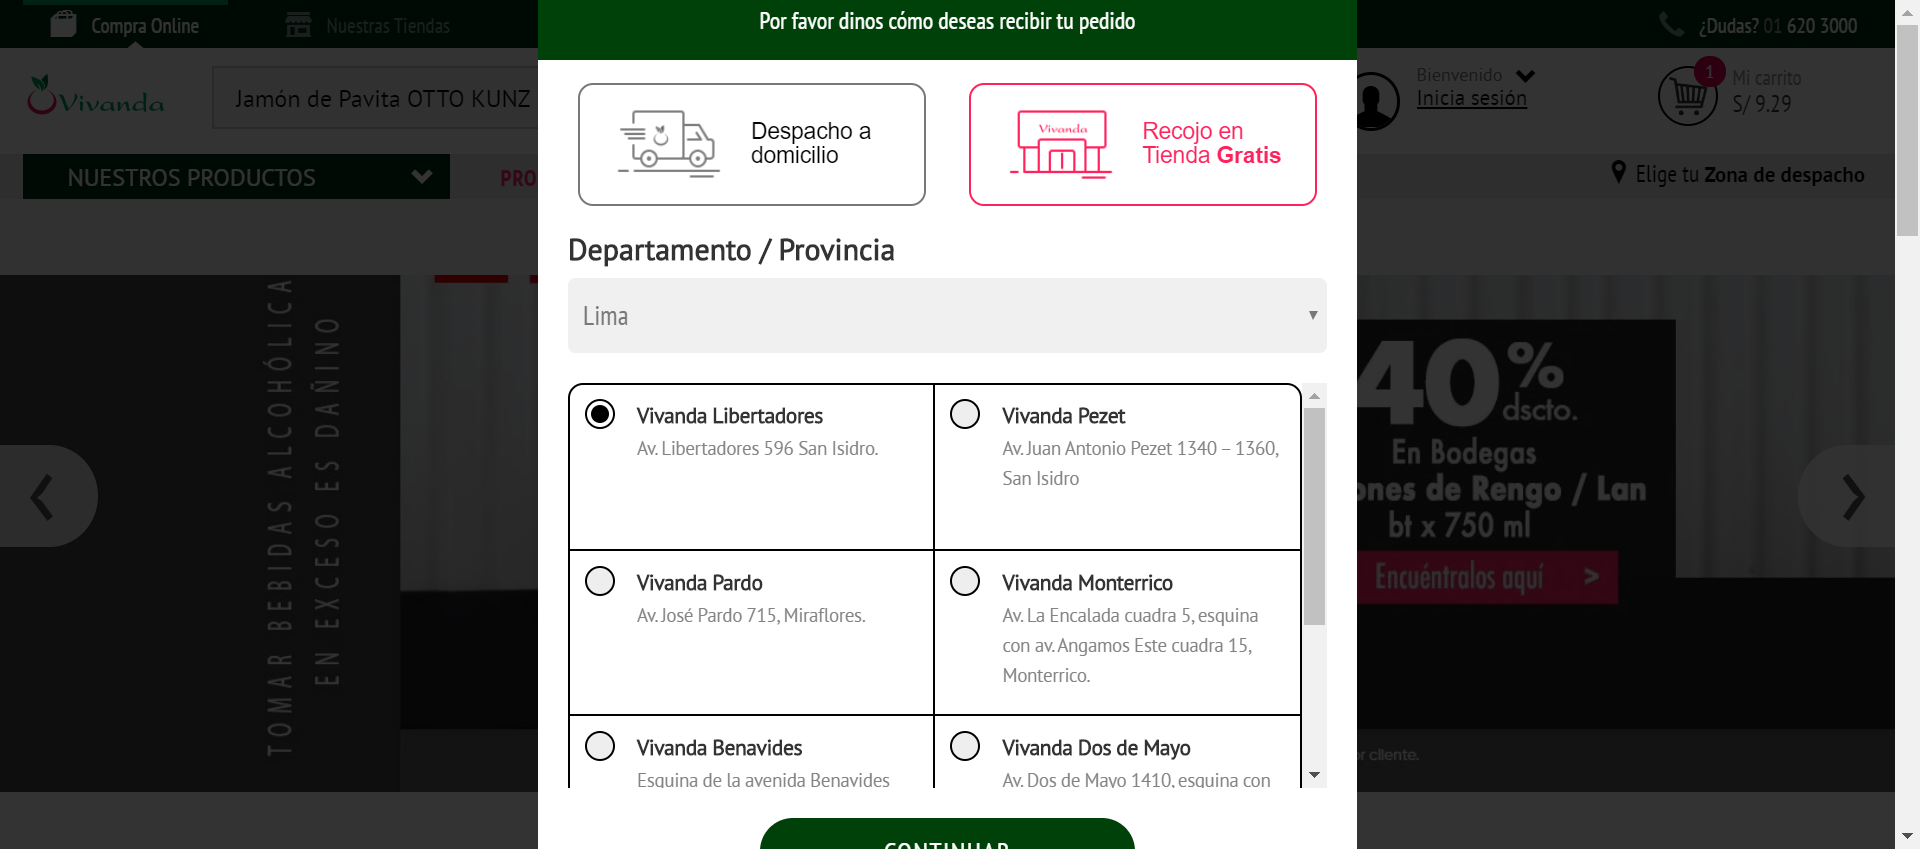 Compra Online
Nuestras Tiendas
Por favor dinos cómo deseas recibir tu pedido
¿Dudas? 01 620 3000
Vivanda
Jamón de Pavita OTTO KUNZ
Bienvenido
Inicia sesión
1
Mi carrito
S/ 9.29
NUESTROS PRODUCTOS
PRO
Elige tu Zona de despacho
Despacho a
domicilio
Vivanda
Recojo en
Tienda Gratis
Departamento / Provincia
Lima
Vivanda Libertadores
Av. Libertadores 596 San Isidro.
Vivanda Pezet
Av. Juan Antonio Pezet 1340 – 1360,
San Isidro
Vivanda Pardo
Av. José Pardo 715, Miraflores.
Vivanda Monterrico
Av. La Encalada cuadra 5, esquina
con av. Angamos Este cuadra 15,
Monterrico.
Vivanda Benavides
Esquina de la avenida Benavides
Vivanda Dos de Mayo
Av. Dos de Mayo 1410, esquina con
CONTINUAR
TOMAR BEBIDAS ALCOHÓLICA
EN EXCESO ES DAÑINO
40%
dscto.
En Bodegas
ones de Rengo / Lan
bt x 750 ml
Encuéntralos aquí >
or cliente.